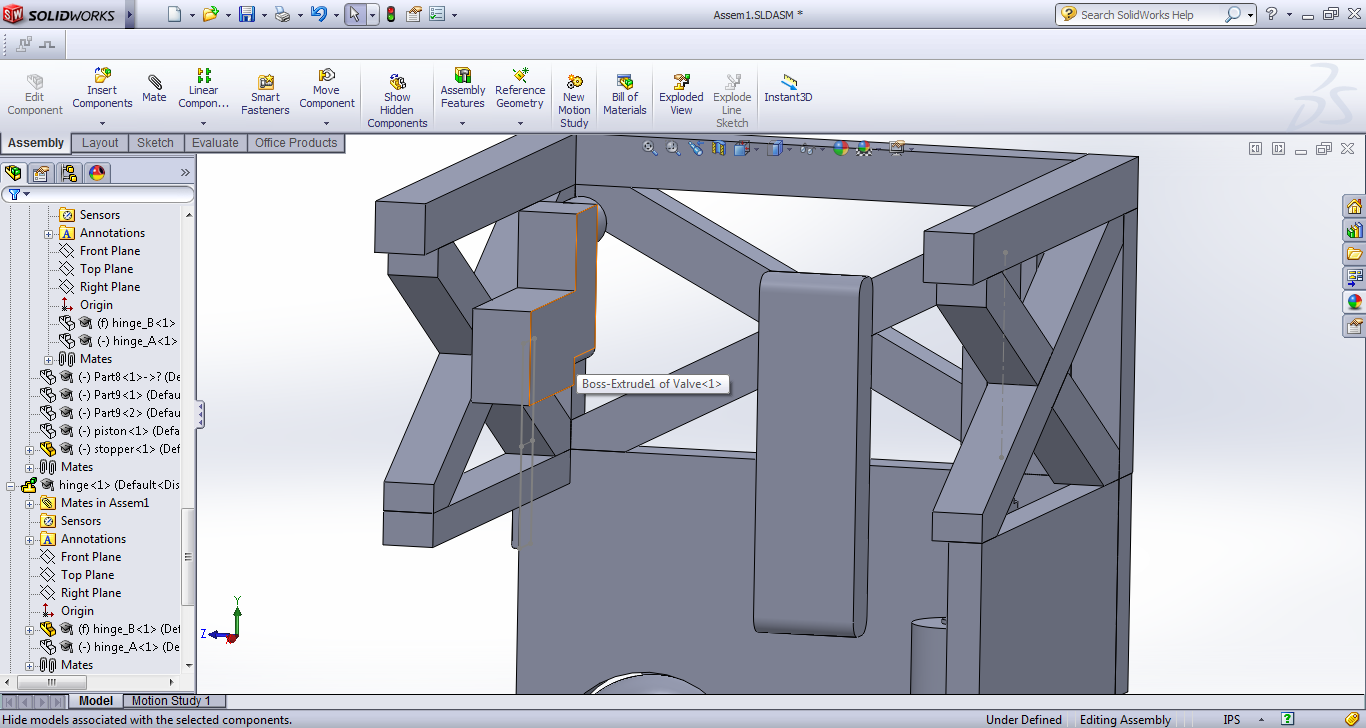 SOLIDWORKS
Assem1.SLDASM *
Search SolidWorks Help
Edit Component
Insert Components
Mate
Linear Compon...
Smart Fasteners
Move Component
Show Hidden Components
Assembly Features
Reference Geometry
New Motion Study
Bill of Materials
Exploded View
Explode Line Sketch
Instant3D
Assembly
Layout
Sketch
Evaluate
Office Products
Sensors
Annotations
Front Plane
Top Plane
Right Plane
Origin
(f) hinge_B<1>
(-) hinge_A<1>
Mates
(-) Part8<1>->? (De
(-) Part9<1> (Defau
(-) Part9<2> (Defau
(-) piston<1> (Defa
(-) stopper<1> (Def
Mates
hinge<1> (Default<Dis
Mates in Assem1
Sensors
Annotations
Front Plane
Top Plane
Right Plane
Origin
(f) hinge_B<1> (Def
(-) hinge_A<1> (De
Mates
Boss-Extrude1 of Valve<1>
Y
Z
Model
Motion Study 1
Hide models associated with the selected components.
Under Defined
Editing Assembly
IPS